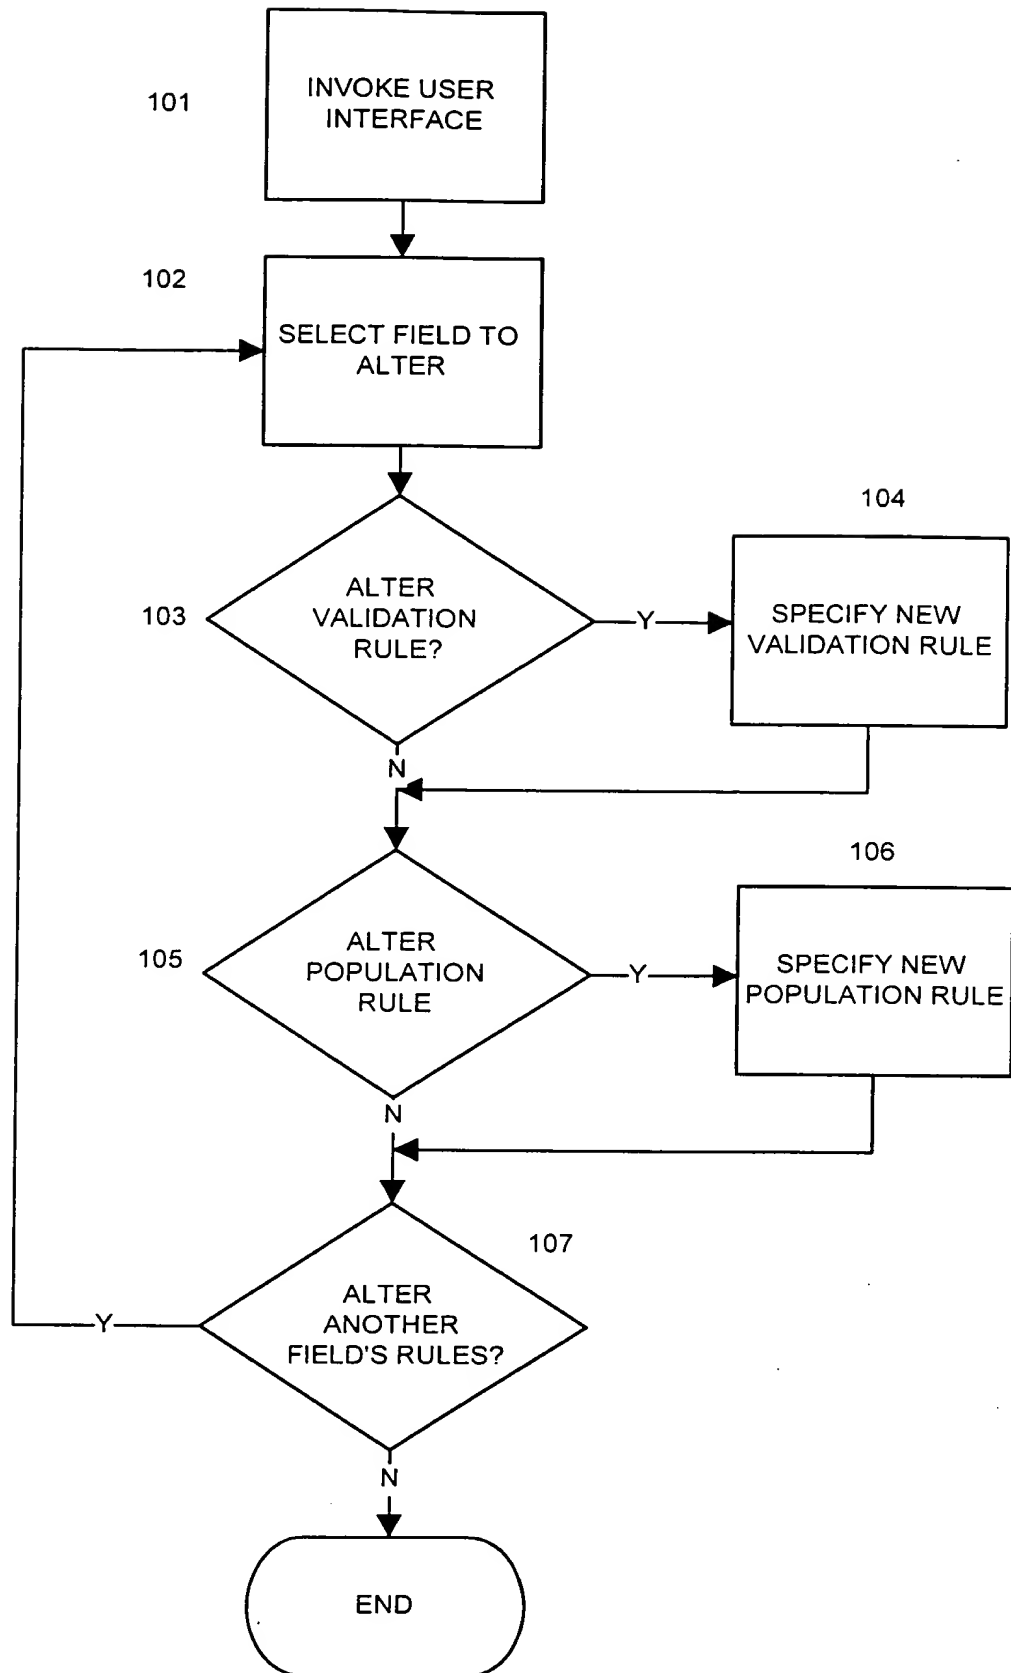 101
INVOKE USER
INTERFACE
102
SELECT FIELD TO
ALTER
103
ALTER
VALIDATION
RULE?
Y
104
SPECIFY NEW
VALIDATION RULE
N
105
ALTER
POPULATION
RULE
Y
106
SPECIFY NEW
POPULATION RULE
N
107
ALTER
ANOTHER
FIELD'S RULES?
Y
N
END